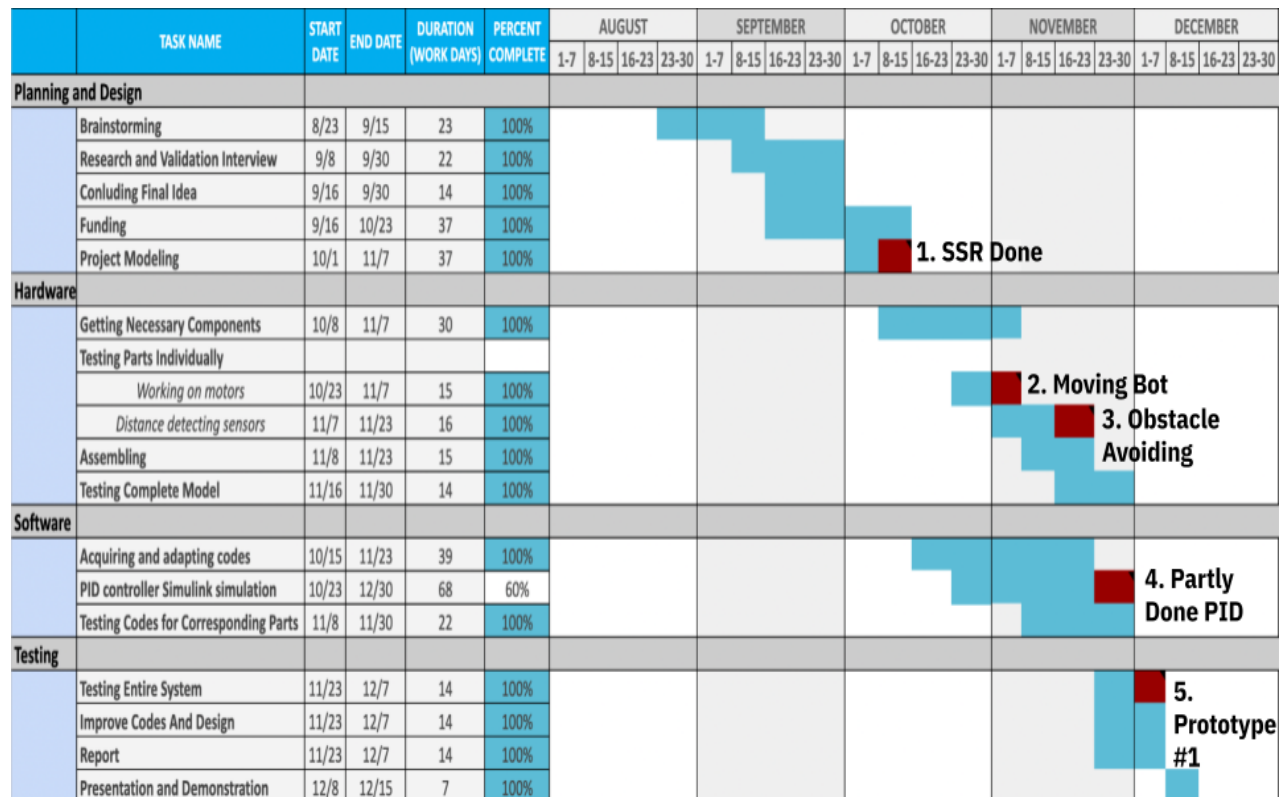 TASK NAME START DATE END DATE DURATION (WORK DAYS) PERCENT COMPLETE AUGUST SEPTEMBER OCTOBER NOVEMBER DECEMBER
1-7 8-15 16-23 23-30 1-7 8-15 16-23 23-30 1-7 8-15 16-23 23-30 1-7 8-15 16-23 23-30 1-7 8-15 16-23 23-30
Planning and Design
Brainstorming 8/23 9/15 23 100%
Research and Validation Interview 9/8 9/30 22 100%
Conluding Final Idea 9/16 9/30 14 100%
Funding 9/16 10/23 37 100%
Project Modeling 10/1 11/7 37 100% 1. SSR Done
Hardware
Getting Necessary Components 10/8 11/7 30 100%
Testing Parts Individually
Working on motors 10/23 11/7 15 100% 2. Moving Bot
Distance detecting sensors 11/7 11/23 16 100% 3. Obstacle
Assembling 11/8 11/23 15 100% Avoiding
Testing Complete Model 11/16 11/30 14 100%
Software
Acquiring and adapting codes 10/15 11/23 39 100%
PID controller Simulink simulation 10/23 12/30 68 60% 4. Partly
Testing Codes for Corresponding Parts 11/8 11/30 22 100% Done PID
Testing
Testing Entire System 11/23 12/7 14 100% 5.
Improve Codes And Design 11/23 12/7 14 100% Prototype
Report 11/23 12/7 14 100% #1
Presentation and Demonstration 12/8 12/15 7 100%